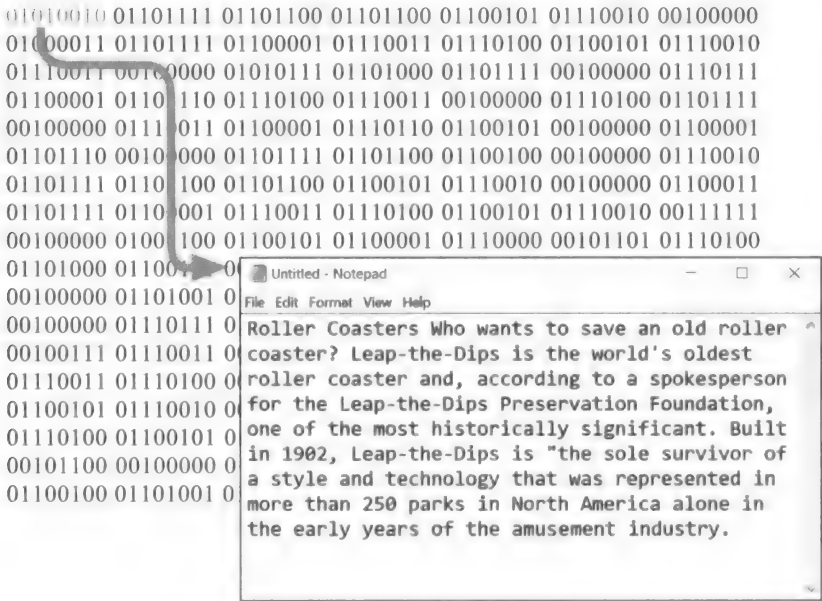 01010010 01101111 01101100 01101100 01100101 01110010 00100000
01000011 01101111 01100001 01110011 01110100 01100101 01110010
01110011 00100000 01010111 01101000 01101111 00100000 01110111
01100001 01110100 01110011 00100000 01110100 01101111
00100000 01100001 01110110 01100101 00100000 01100001
01101110 01101111 01101100 01100100 00100000 01110010
01101111 01101100 01100101 01110010 00100000 01100011
01101111 01110011 01110100 01100101 01110010 00111111
00100000 01100101 01100001 01110000 00101101 01110100
01101000
00100000 01101001
00100000 01110111
00100111 01110011
01110011 01110100
01100101 01110010
01110100 01100101
00101100 00100000
01100100 01101001
Untitled - Notepad
File Edit Format View Help
Roller Coasters Who wants to save an old roller
coaster? Leap-the-Dips is the world's oldest
roller coaster and, according to a spokesperson
for the Leap-the-Dips Preservation Foundation,
one of the most historically significant. Built
in 1902, Leap-the-Dips is "the sole survivor of
a style and technology that was represented in
more than 250 parks in North America alone in
the early years of the amusement industry.